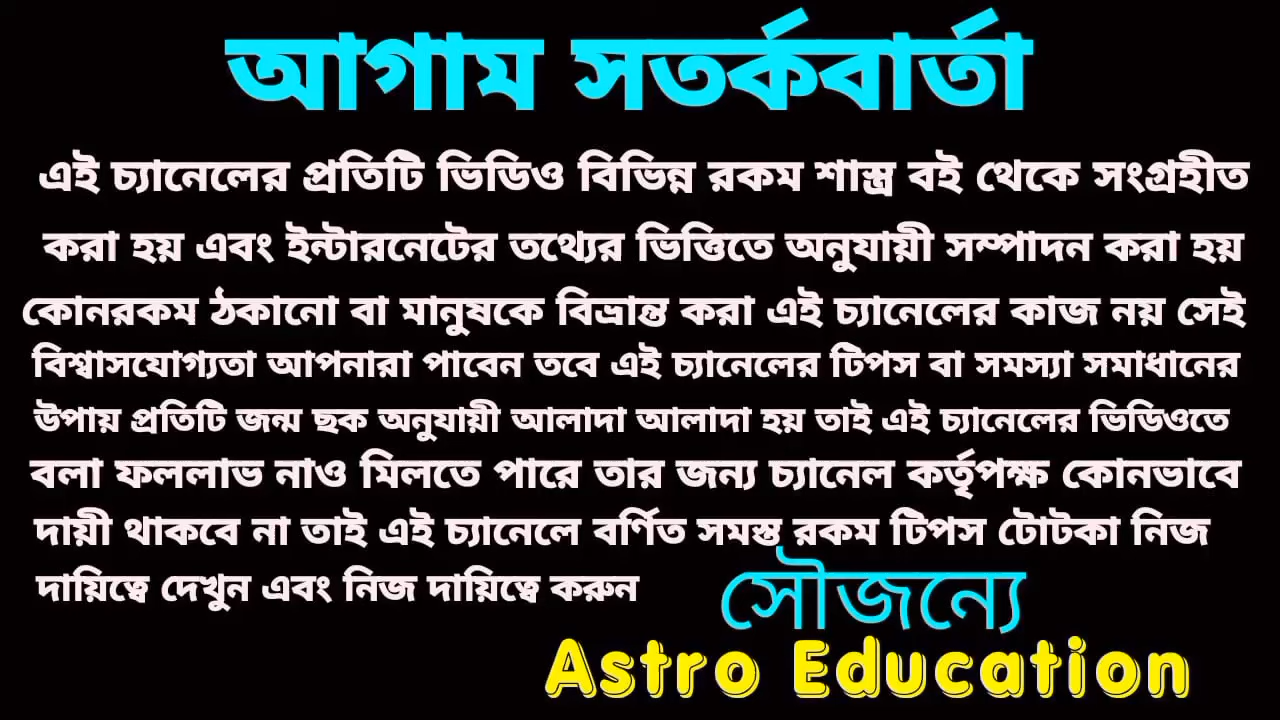 আগাম সতর্কবার্তা
এই চ্যানেলের প্রতিটি ভিডিও বিভিন্ন রকম শাস্ত্র বই থেকে সংগ্রহীত
করা হয় এবং ইন্টারনেটের তথ্যের ভিত্তিতে অনুযায়ী সম্পাদন করা হয়
কোনরকম ঠকানো বা মানুষকে বিভ্রান্ত করা এই চ্যানেলের কাজ নয় সেই
বিশ্বাসযোগ্যতা আপনারা পাবেন তবে এই চ্যানেলের টিপস বা সমস্যা সমাধানের
উপায় প্রতিটি জন্ম ছক অনুযায়ী আলাদা আলাদা হয় তাই এই চ্যানেলের ভিডিওতে
বলা ফললাভ নাও মিলতে পারে তার জন্য চ্যানেল কর্তৃপক্ষ কোনভাবে
দায়ী থাকবে না তাই এই চ্যানেলে বর্ণিত সমস্ত রকম টিপস টোটকা নিজ
দায়িত্বে দেখুন এবং নিজ দায়িত্বে করুন
সৌজন্যে
Astro Education